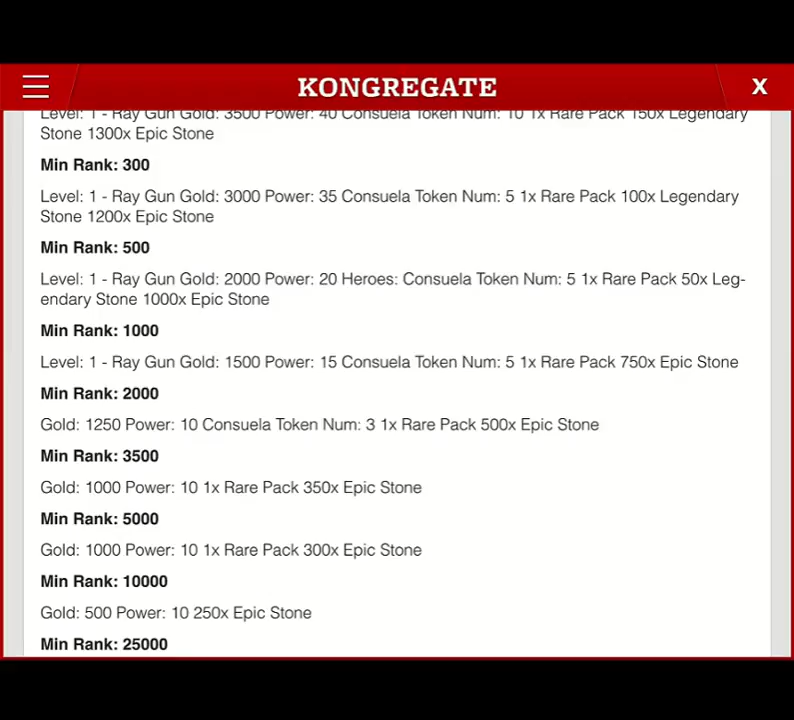 KONGREGATE
X
Level: 1 - Ray Gun Gold: 3500 Power: 40 Consuela Token Num: 10 1x Rare Pack 150x Legendary
Stone 1300x Epic Stone
Min Rank: 300
Level: 1 - Ray Gun Gold: 3000 Power: 35 Consuela Token Num: 5 1x Rare Pack 100x Legendary
Stone 1200x Epic Stone
Min Rank: 500
Level: 1 - Ray Gun Gold: 2000 Power: 20 Heroes: Consuela Token Num: 5 1x Rare Pack 50x Leg-
endary Stone 1000x Epic Stone
Min Rank: 1000
Level: 1 - Ray Gun Gold: 1500 Power: 15 Consuela Token Num: 5 1x Rare Pack 750x Epic Stone
Min Rank: 2000
Gold: 1250 Power: 10 Consuela Token Num: 3 1x Rare Pack 500x Epic Stone
Min Rank: 3500
Gold: 1000 Power: 10 1x Rare Pack 350x Epic Stone
Min Rank: 5000
Gold: 1000 Power: 10 1x Rare Pack 300x Epic Stone
Min Rank: 10000
Gold: 500 Power: 10 250x Epic Stone
Min Rank: 25000